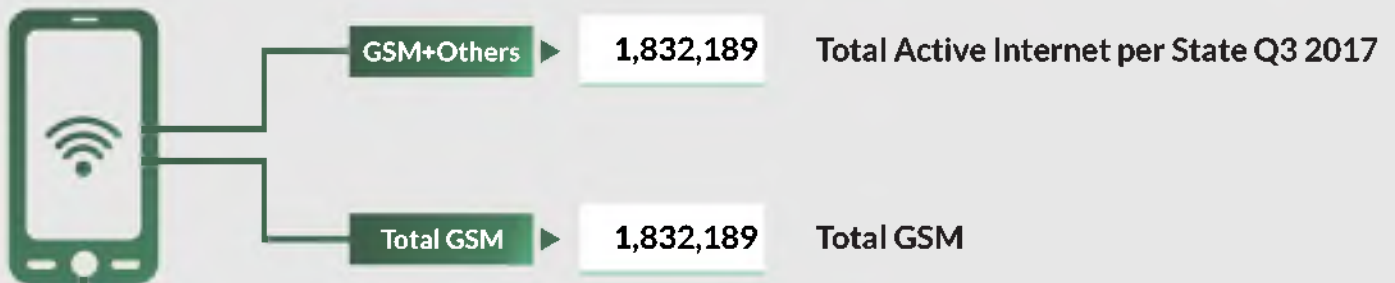 GSM+Others 1,832,189 Total Active Internet per State Q3 2017
Total GSM 1,832,189 Total GSM